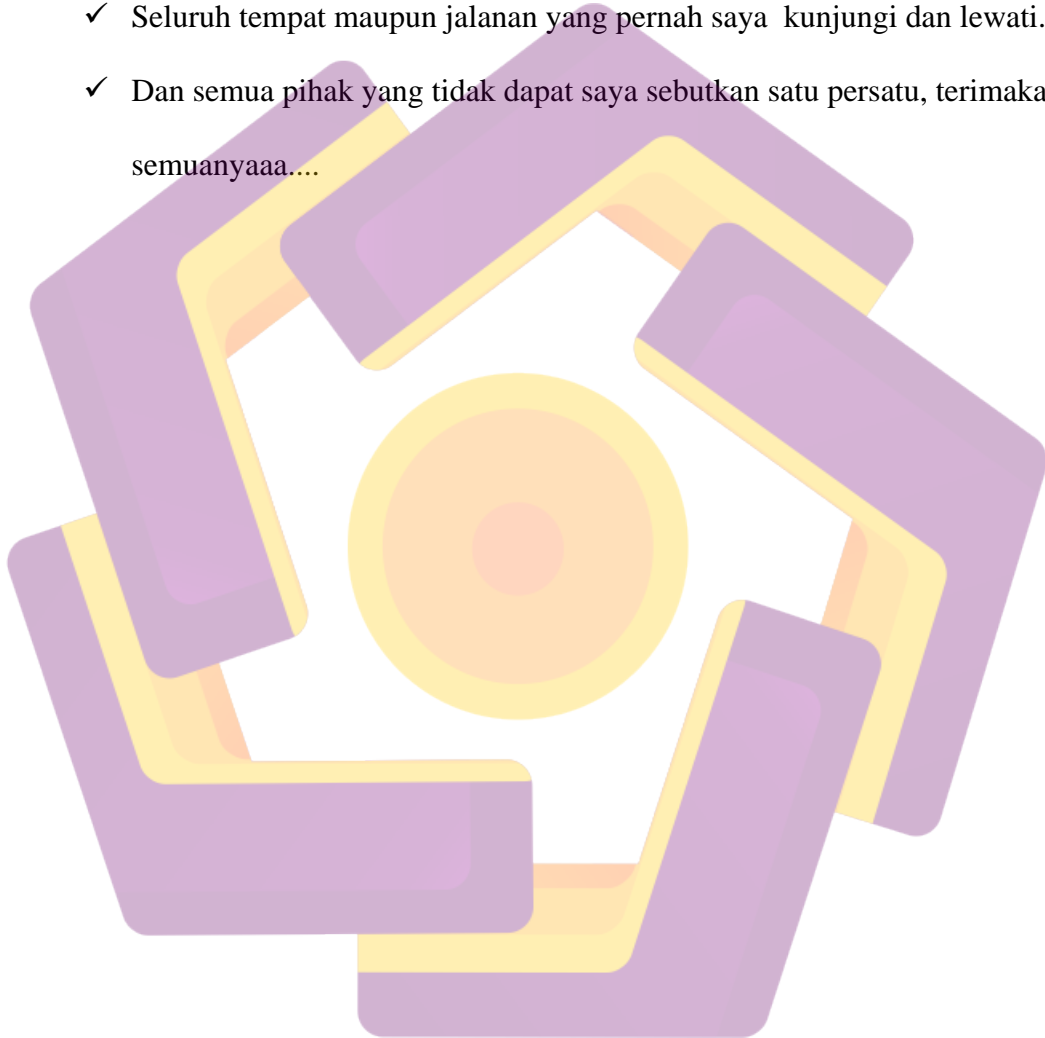 ✓ Seluruh tempat maupun jalanan yang pernah saya kunjungi dan lewati.
✓ Dan semua pihak yang tidak dapat saya sebutkan satu persatu, terimaka
semuanyaaa....